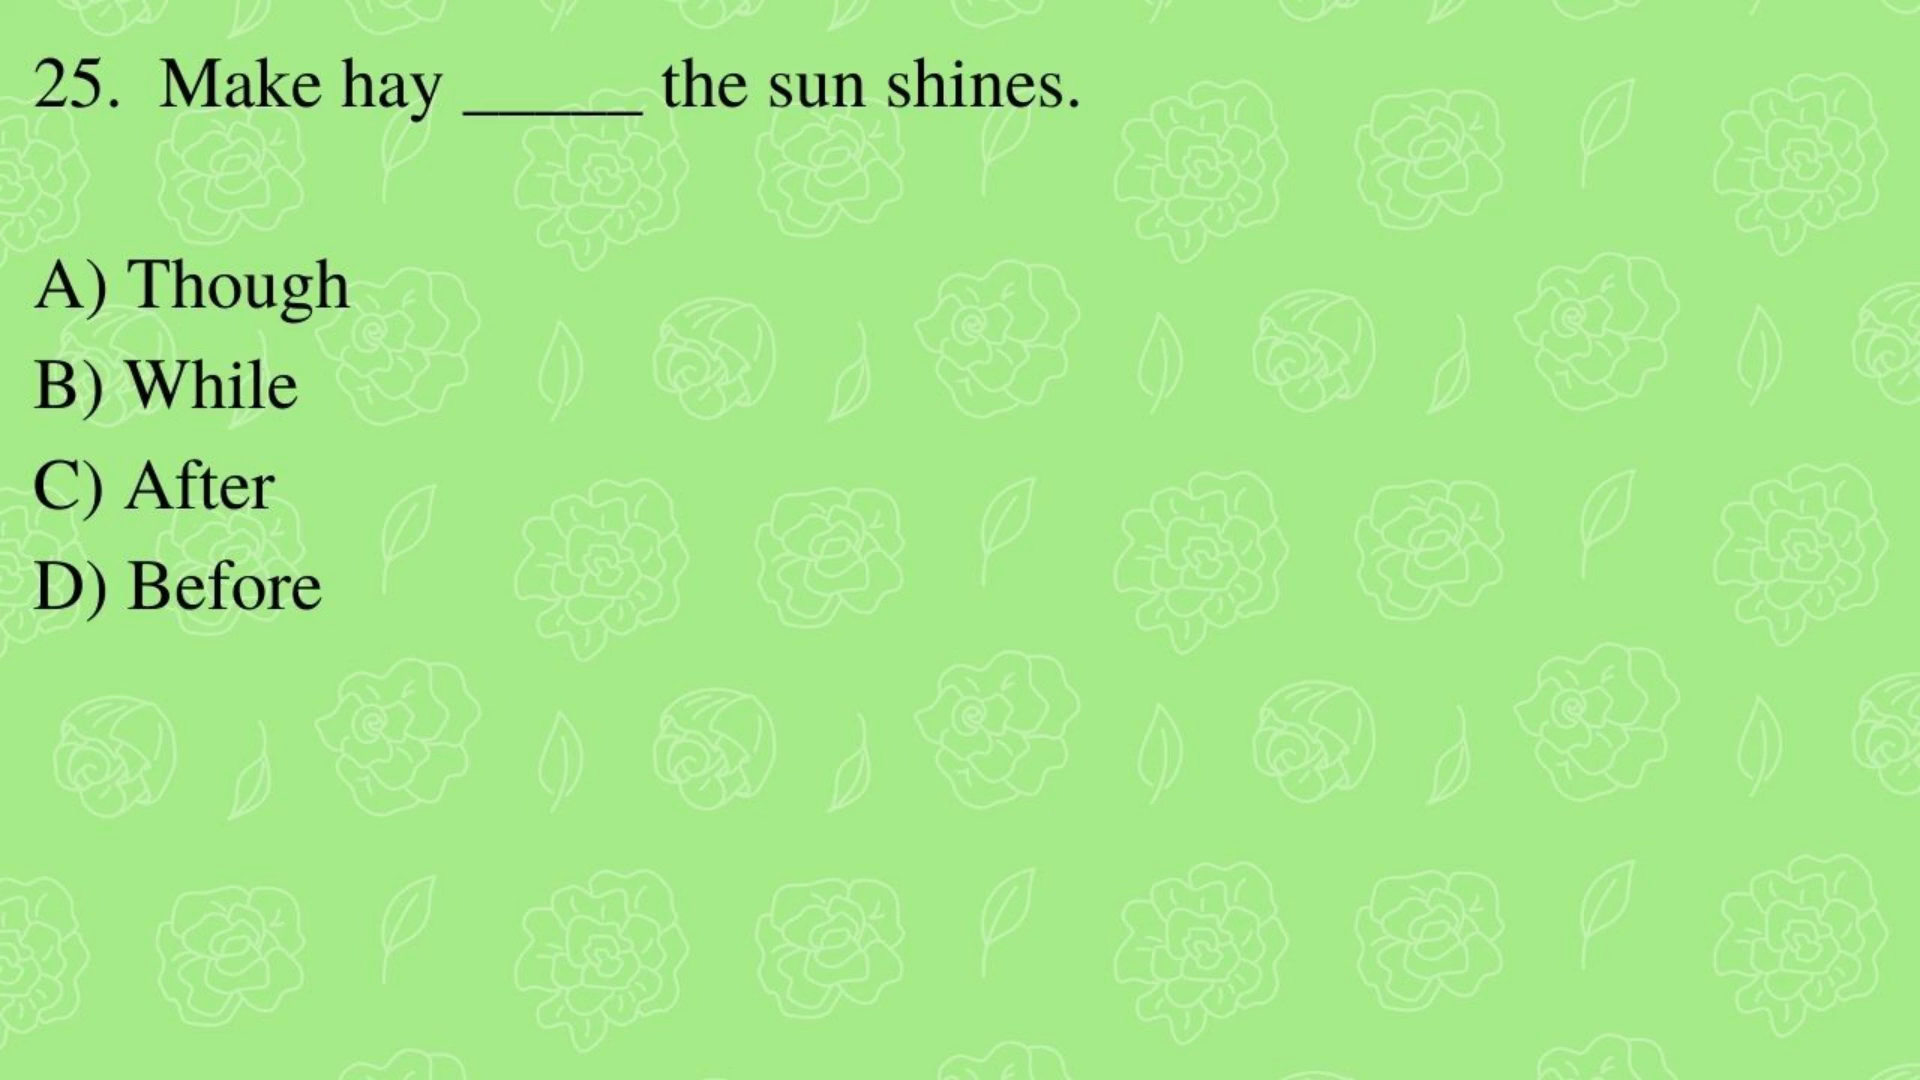 25. Make hay _____ the sun shines.
A) Though
B) While
C) After
D) Before